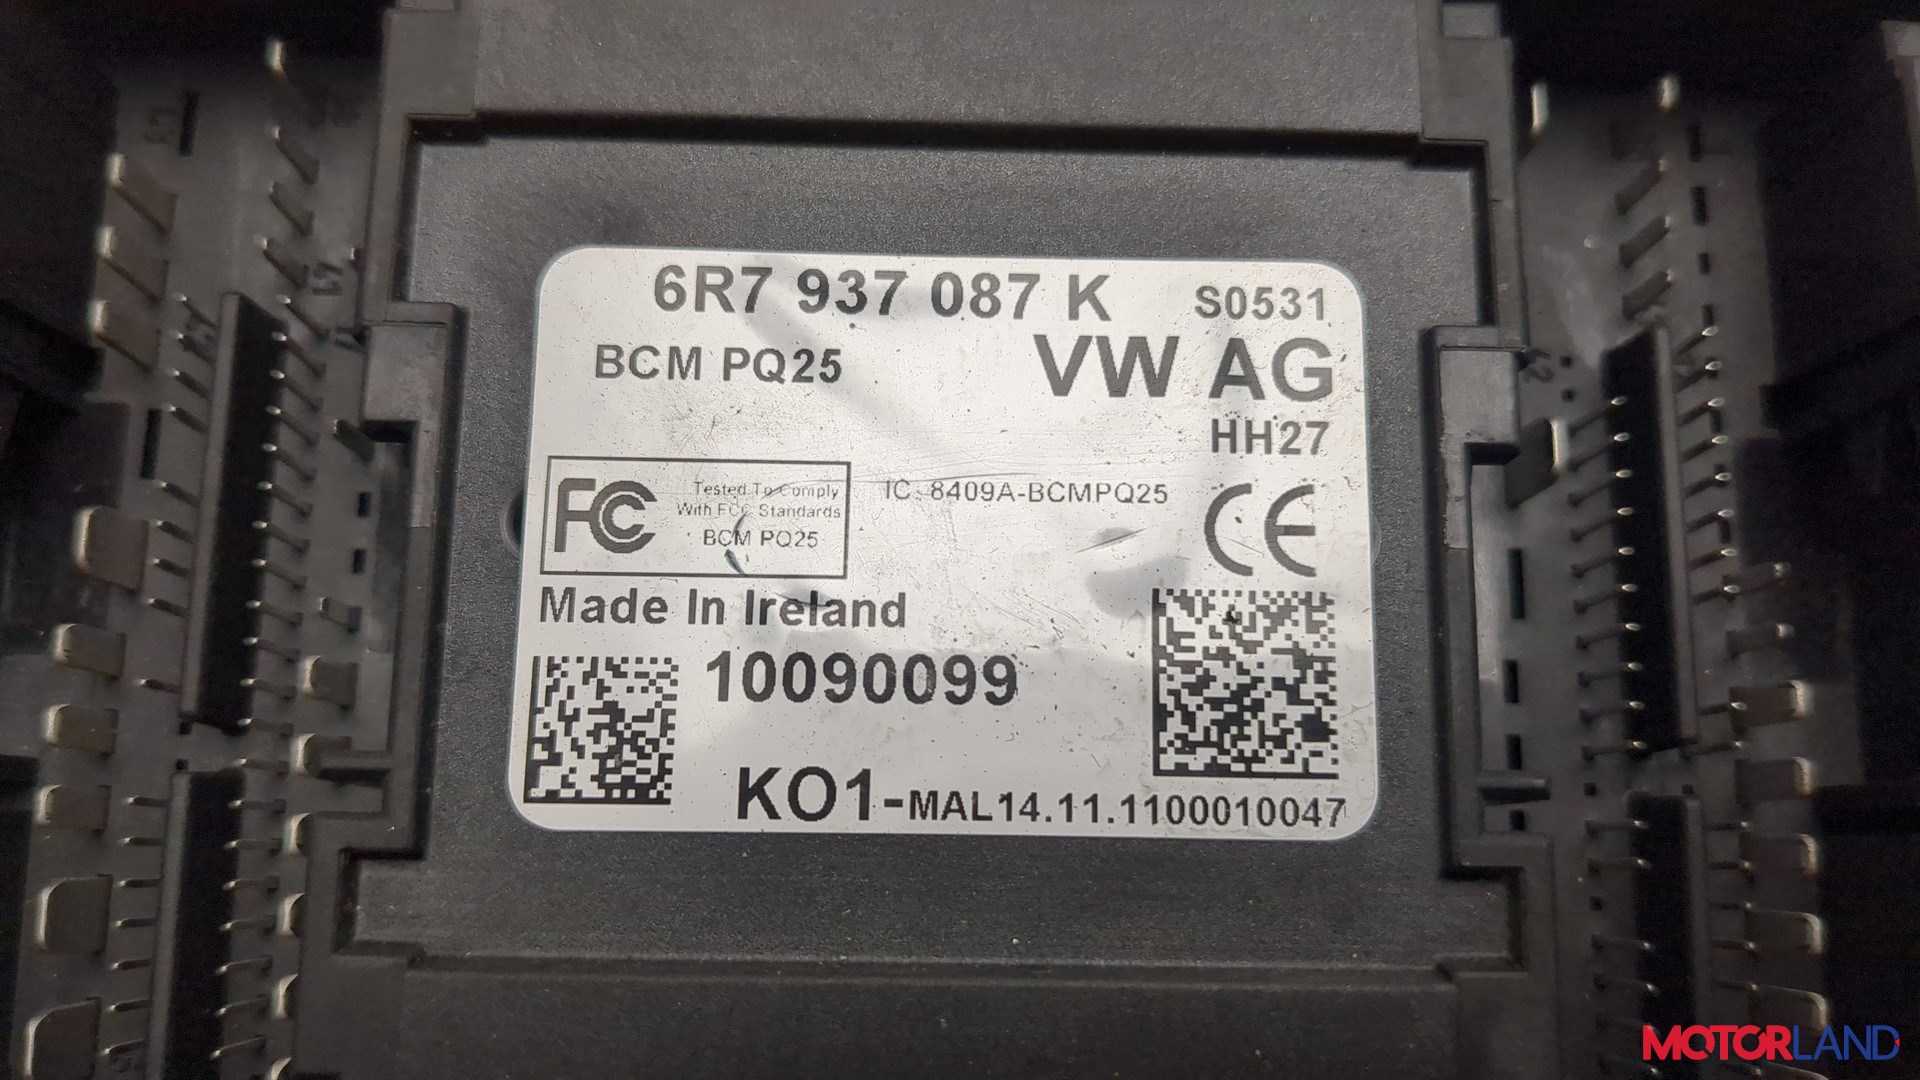 6R7 937 087 K S0531
BCM PQ25 VW AG
HH27
FC Tested To Comply
With FCC Standards
BCM PQ25
IC: 8409A-BCMPQ25 CE
Made In Ireland
10090099
KO1-MAL14.11.1100010047
MOTORLAND